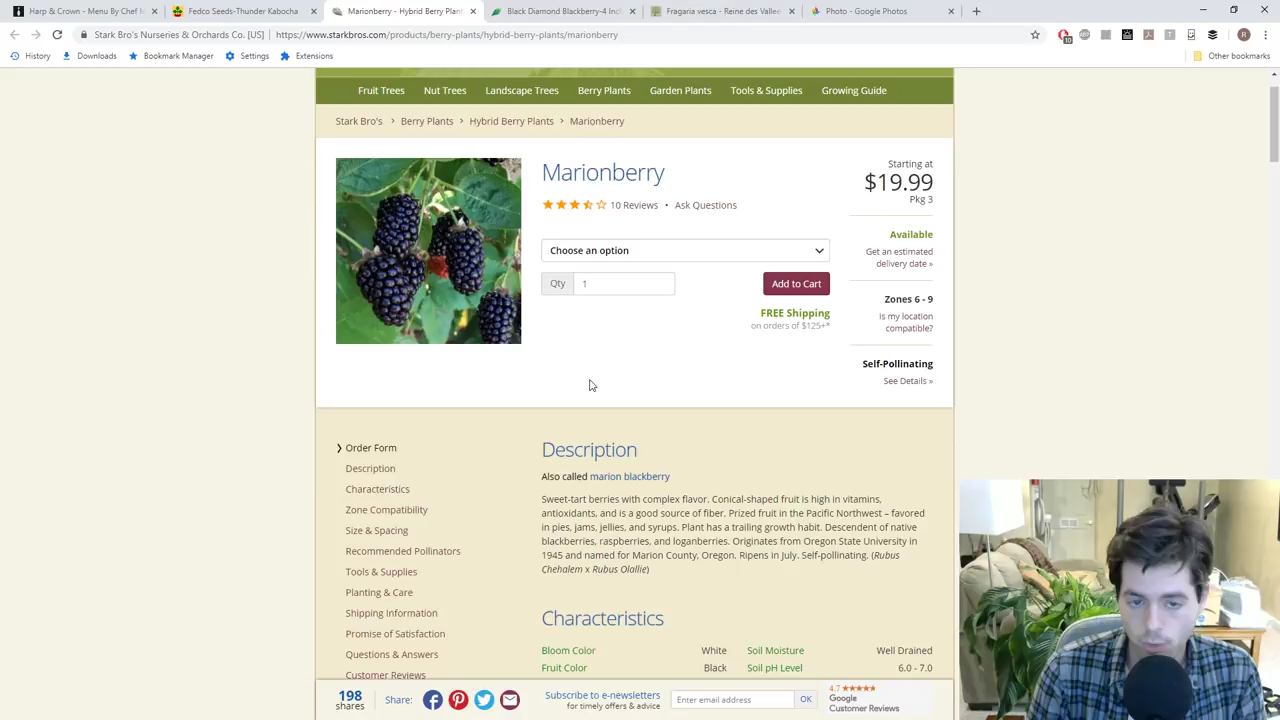 Harp & Crown - Menu By Chef M
Fedco Seeds-Thunder Kabocha
Marionberry - Hybrid Berry Plan
Black Diamond Blackberry-4 Inch
Fragaria vesca - Reine des Vallee
Photo - Google Photos
Stark Bro's Nurseries & Orchards Co. [US]
https://www.starkbros.com/products/berry-plants/hybrid-berry-plants/marionberry
10
ABP
T
R
History
Downloads
Bookmark Manager
Settings
Extensions
Other bookmarks
Fruit Trees
Nut Trees
Landscape Trees
Berry Plants
Garden Plants
Tools & Supplies
Growing Guide
Stark Bro's > Berry Plants > Hybrid Berry Plants > Marionberry
Marionberry
10 Reviews • Ask Questions
Choose an option
Qty 1
Add to Cart
FREE Shipping
on orders of $125+*
Starting at
$19.99
Pkg 3
Available
Get an estimated
delivery date »
Zones 6 - 9
Is my location
compatible?
Self-Pollinating
See Details »
Order Form
Description
Characteristics
Zone Compatibility
Size & Spacing
Recommended Pollinators
Tools & Supplies
Planting & Care
Shipping Information
Promise of Satisfaction
Questions & Answers
Customer Reviews
Description
Also called marion blackberry
Sweet-tart berries with complex flavor. Conical-shaped fruit is high in vitamins,
antioxidants, and is a good source of fiber. Prized fruit in the Pacific Northwest – favored
in pies, jams, jellies, and syrups. Plant has a trailing growth habit. Descendent of native
blackberries, raspberries, and loganberries. Originates from Oregon State University in
1945 and named for Marion County, Oregon. Ripens in July. Self-pollinating. (Rubus
Chehalem x Rubus Olallie)
Characteristics
Bloom Color White Soil Moisture Well Drained
Fruit Color Black Soil pH Level 6.0 - 7.0
198
shares
Share:
Subscribe to e-newsletters
for timely offers & advice
Enter email address
OK
4.7
Google
Customer Reviews